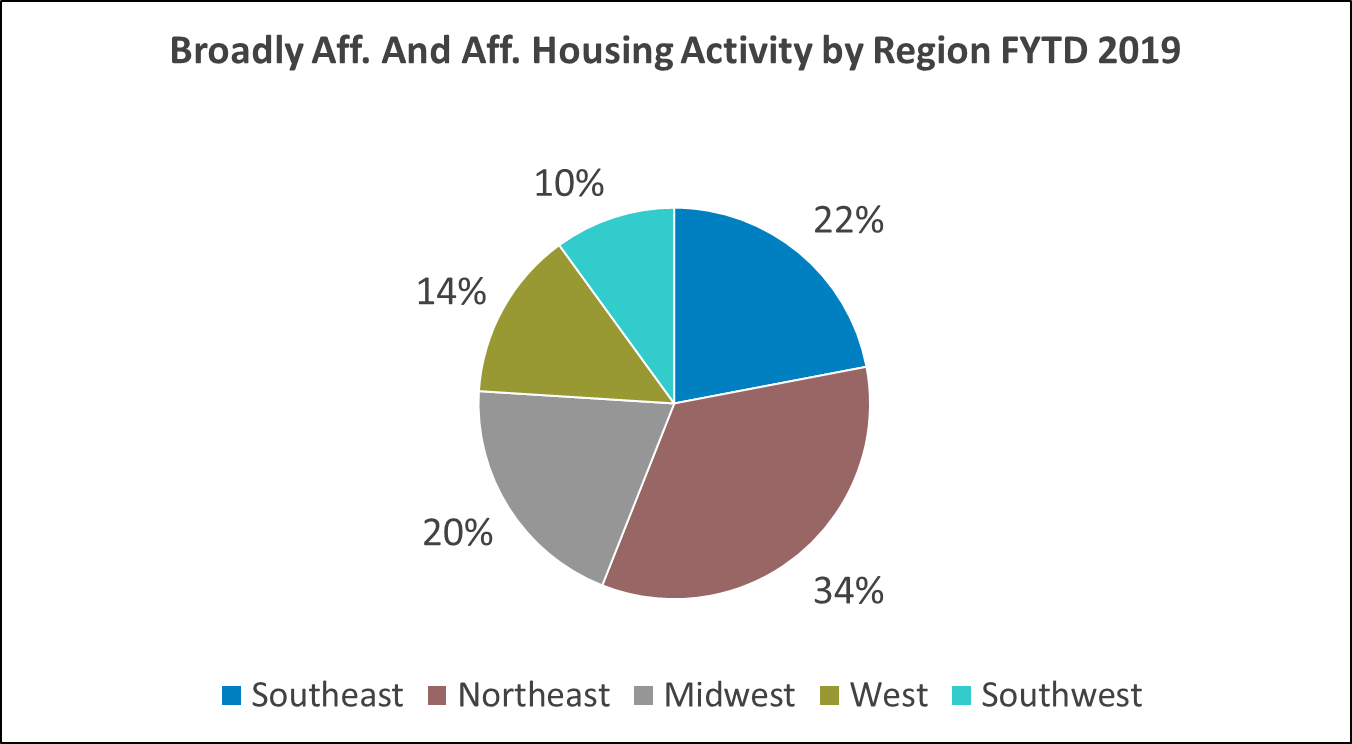 Broadly Aff. And Aff. Housing Activity by Region FYTD 2019
10%
22%
14%
20%
34%
Southeast Northeast Midwest West Southwest